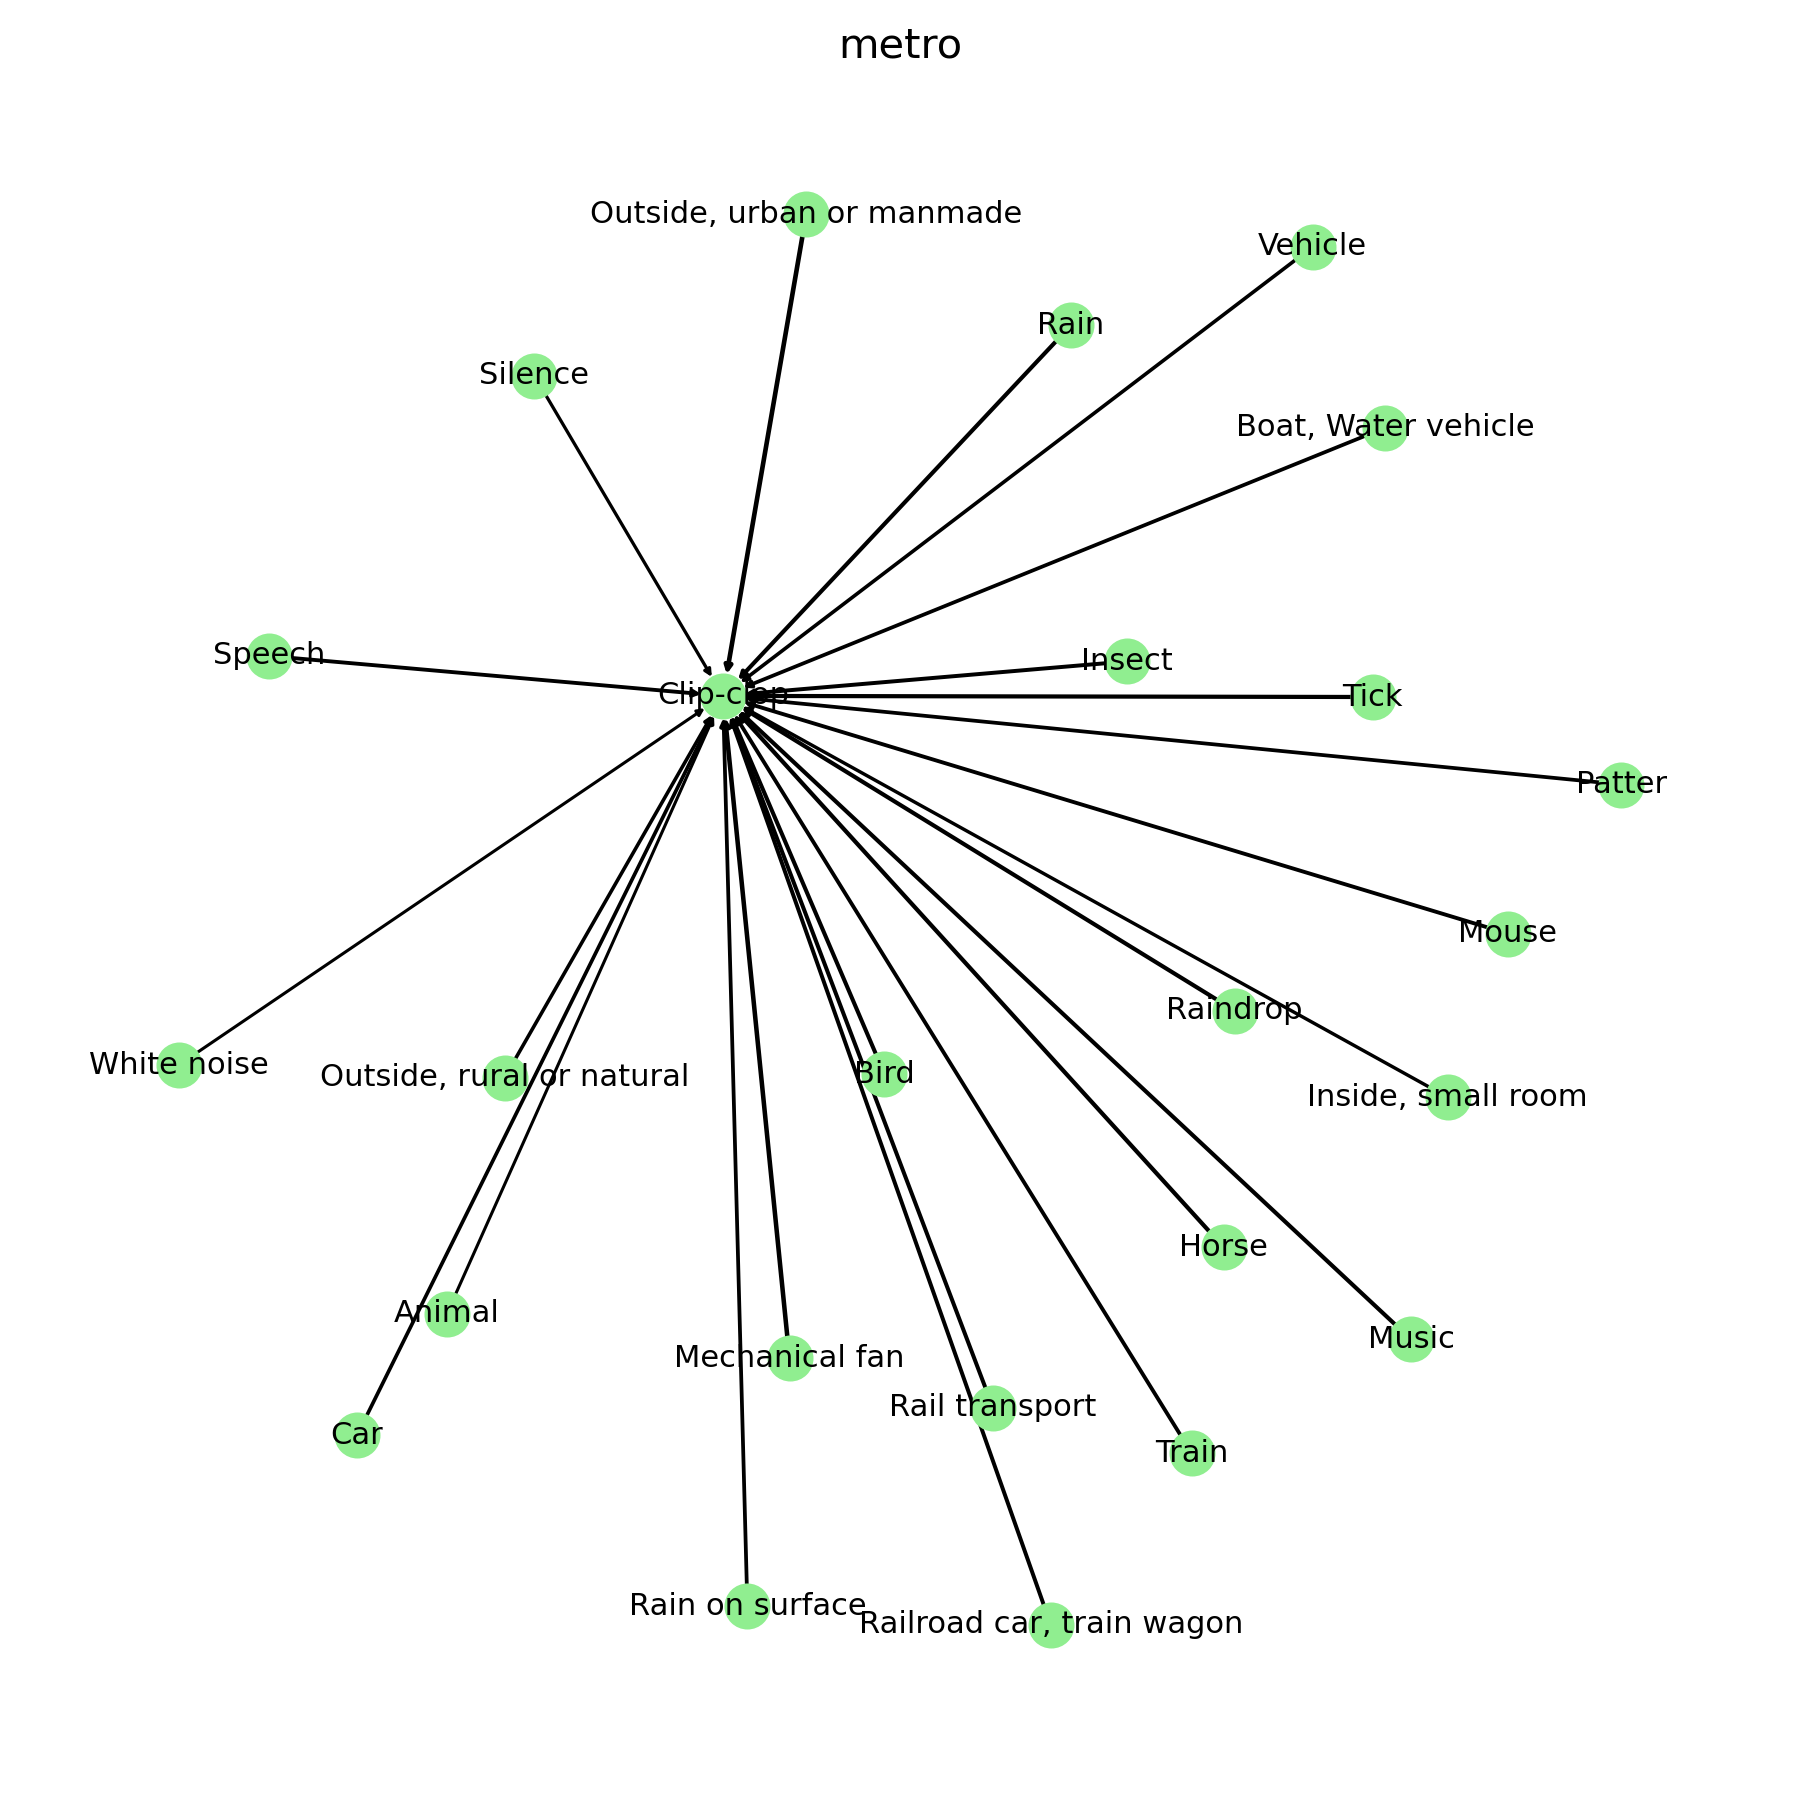 metro
Outside, urban or manmade
Vehicle
Rain
Silence
Boat, Water vehicle
Speech
Insect
Clip-clop
Tick
Patter
Mouse
Raindrop
White noise
Outside, rural or natural
Bird
Inside, small room
Horse
Animal
Music
Mechanical fan
Rail transport
Car
Train
Rain on surface
Railroad car, train wagon